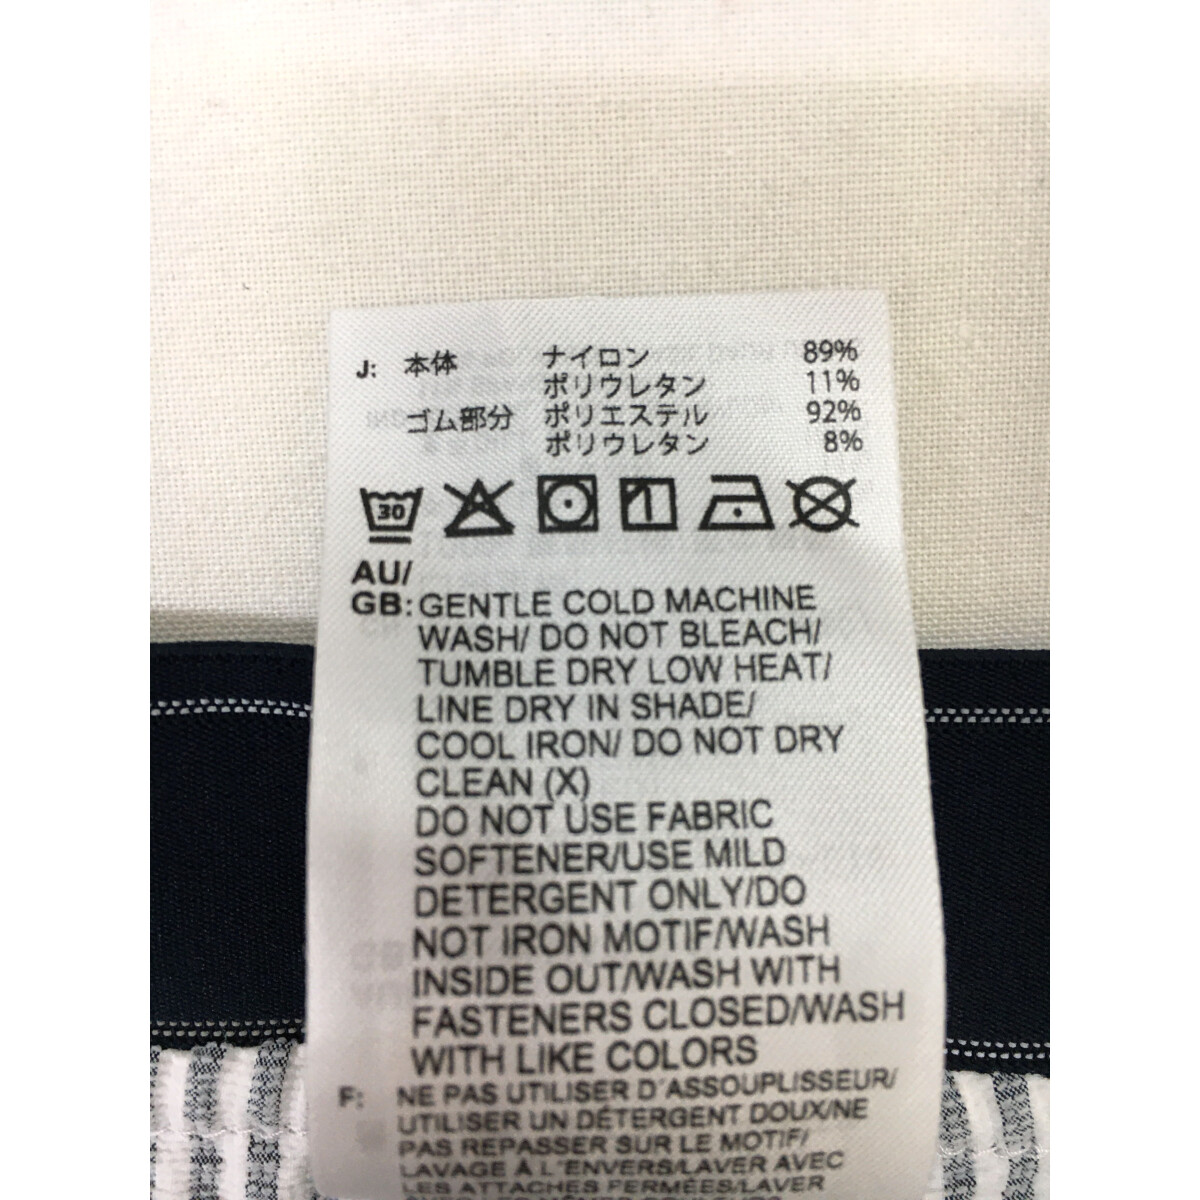 J: 本体 ナイロン 89%
ポリウレタン 11%
ゴム部分 ポリエステル 92%
ポリウレタン 8%
30
AU/
GB: GENTLE COLD MACHINE
WASH/ DO NOT BLEACH/
TUMBLE DRY LOW HEAT/
LINE DRY IN SHADE/
COOL IRON/ DO NOT DRY
CLEAN (X)
DO NOT USE FABRIC
SOFTENER/USE MILD
DETERGENT ONLY/DO
NOT IRON MOTIF/WASH
INSIDE OUT/WASH WITH
FASTENERS CLOSED/WASH
WITH LIKE COLORS
F: NE PAS UTILISER D'ASSOUPLISSEUR/
UTILISER UN DÉTERGENT DOUX/NE
PAS REPASSER SUR LE MOTIF/
LAVAGE À L'ENVERS/LAVER AVEC
LES ATTACHES FERMÉES/LAVER